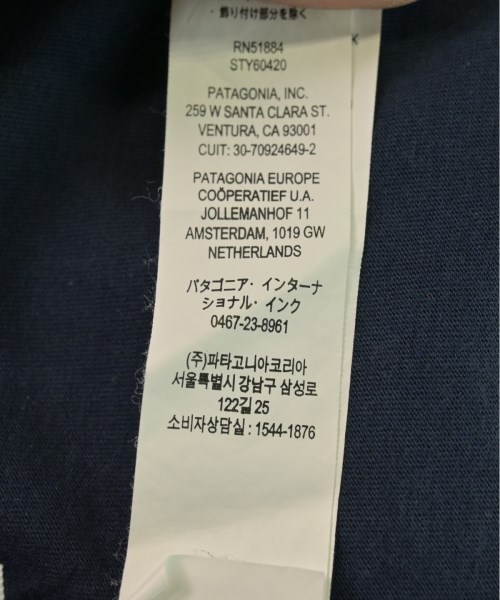 ・飾り付け部分を除く
RN51884
STY60420
PATAGONIA, INC.
259 W SANTA CLARA ST.
VENTURA, CA 93001
CUIT: 30-70924649-2
PATAGONIA EUROPE
COÖPERATIEF U.A.
JOLLEMANHOF 11
AMSTERDAM, 1019 GW
NETHERLANDS
パタゴニア・インターナ
ショナル・インク
0467-23-8961
(주)파타고니아코리아
서울특별시 강남구 삼성로
122길 25
소비자상담실 : 1544-1876